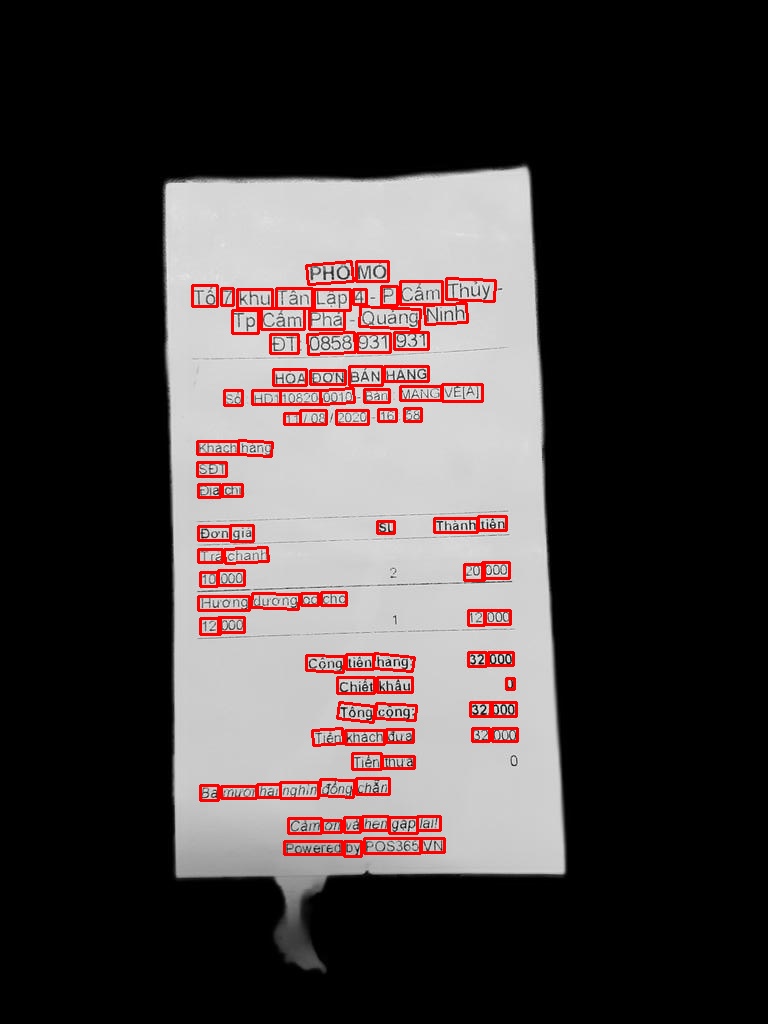 PHỐ MỎ
Tổ 7 khu Tân Lập 4 - P Cẩm Thủy -
Tp Cẩm Phả - Quảng Ninh
ĐT: 0858 931 931
HÓA ĐƠN BÁN HÀNG
Số : HD110820.0010 - Bàn : MANG VỀ[A]
11 / 08 / 2020 - 16 : 58
Khách hàng
SĐT
Địa chỉ
Đơn giá SL Thành tiền
Trà chanh
10,000 2 20,000
Hướng dương óc chó
12,000 1 12,000
Cộng tiền hàng: 32,000
Chiết khấu 0
Tổng cộng: 32,000
Tiền khách đưa 32,000
Tiền thừa 0
Ba mươi hai nghìn đồng chẵn
Cảm ơn và hẹn gặp lại!
Powered by POS365.VN